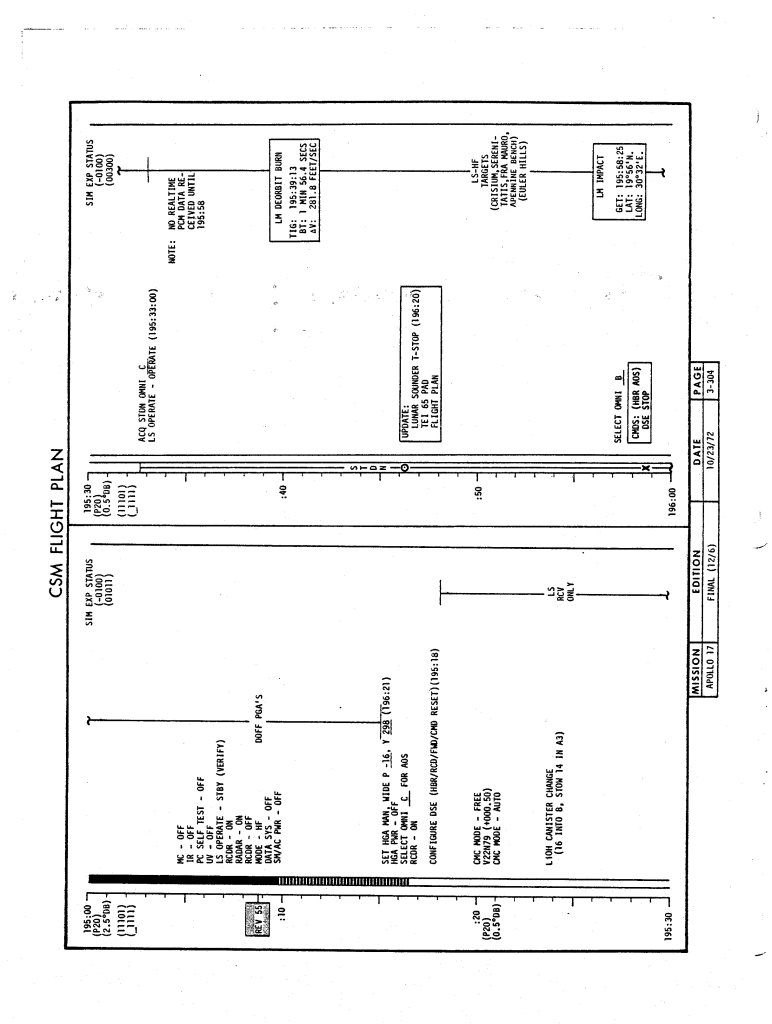 CSM FLIGHT PLAN
195:00
(P20)
(2.5°DB)
(11101)
(_1111)
REV 55
:10
:20
(P20)
(0.5°DB)
195:30
SIM EXP STATUS
(-0100)
(01011)
MC - OFF
IR - OFF
PC SELF TEST - OFF
UV - OFF
LS OPERATE - STBY (VERIFY)
RCDR - ON
RADAR - ON
RCDR - OFF
MODE - HF
DATA SYS - OFF
SM/AC PWR - OFF
DOFF PGA'S
SET HGA MAN, WIDE P -16, Y 298 (196:21)
HGA PWR - OFF
SELECT OMNI C FOR AOS
RCDR - ON
CONFIGURE DSE (HBR/RCD/FWD/CMD RESET)(195:18)
CMC MODE - FREE
V22N79 (+000.50)
CMC MODE - AUTO
LS
RCV
ONLY
LIOH CANISTER CHANGE
(16 INTO B, STOW 14 IN A3)
195:30
(P20)
(0.5°DB)
(11101)
(_1111)
:40
STDN
:50
196:00
SIM EXP STATUS
(-0100)
(00300)
ACQ STDN OMNI C
LS OPERATE - OPERATE (195:33:00)
NOTE: NO REALTIME
PCM DATA RE-
CEIVED UNTIL
195:58
LM DEORBIT BURN
TIG: 195:39:13
BT: 1 MIN 56.4 SECS
ΔV: 281.8 FEET/SEC
UPDATE:
LUNAR SOUNDER T-STOP (196:20)
TEI 65 PAD
FLIGHT PLAN
LS-HF
TARGETS
(CRISIUM,SERENI-
TATIS,FRA MAURO,
APENNINE BENCH)
(EULER HILLS)
SELECT OMNI B
CMDS: (HBR AOS)
DSE STOP
LM IMPACT
GET: 195:58:25
LAT: 19°56'N.
LONG: 30°32'E.
MISSION
EDITION
DATE
PAGE
APOLLO 17
FINAL (12/6)
10/23/72
3-304